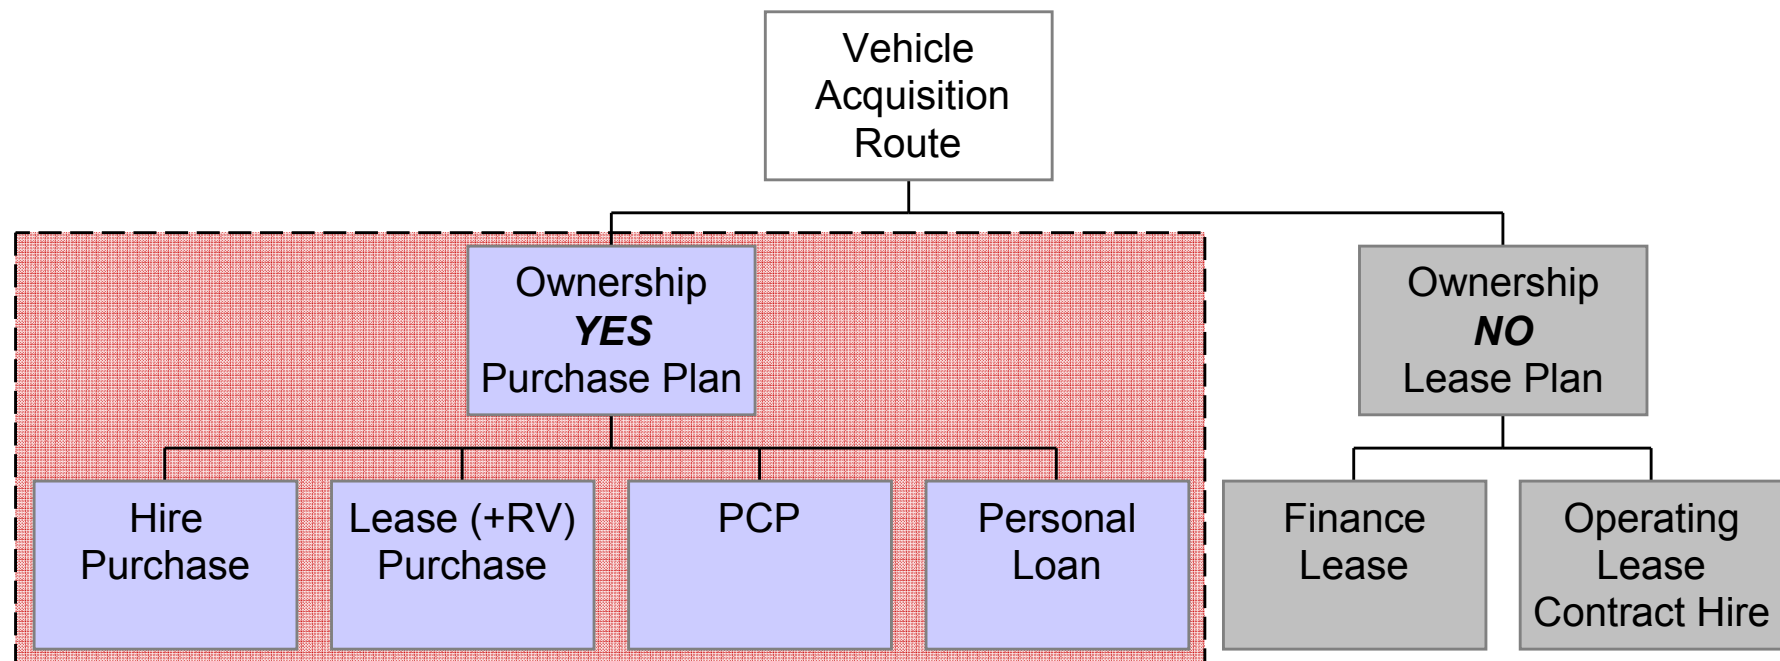 Vehicle
Acquisition
Route
Ownership
YES
Purchase Plan
Ownership
NO
Lease Plan
Hire
Purchase
Lease (+RV)
Purchase
PCP
Personal
Loan
Finance
Lease
Operating
Lease
Contract Hire